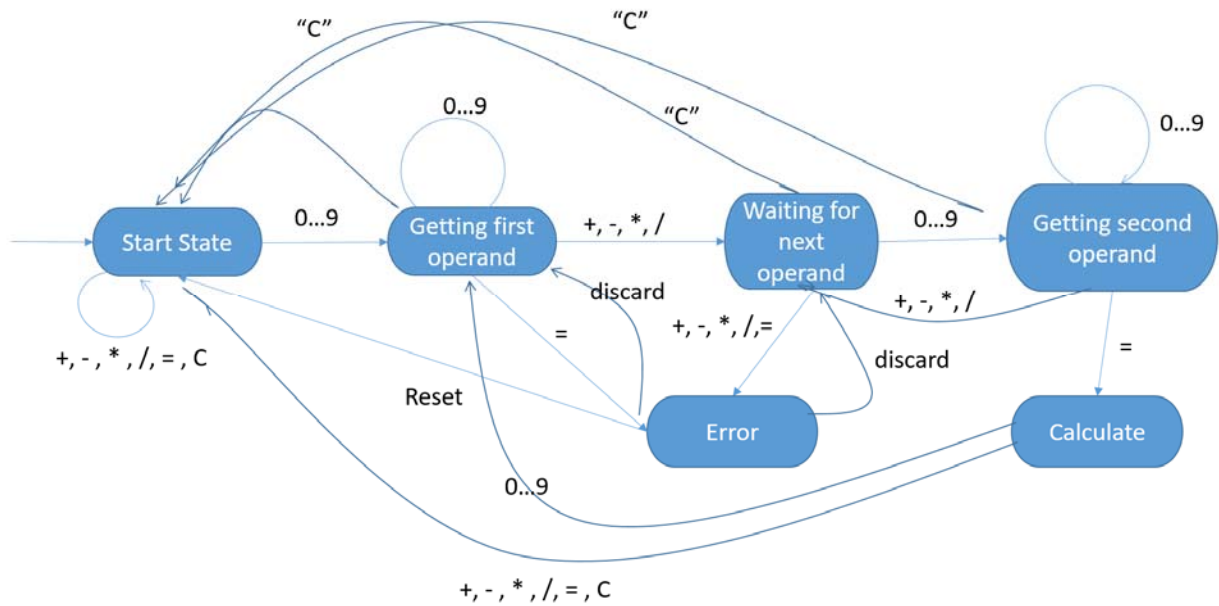 “C”
“C”
0...9
“C”
0...9
Start State
0...9
Getting first
operand
+, -, *, /
Waiting for
next
operand
0...9
Getting second
operand
discard
+, -, *, /
+, -, *, /,=
=
=
+, - , * , /, = , C
discard
Reset
Error
Calculate
0...9
+, - , * , /, = , C